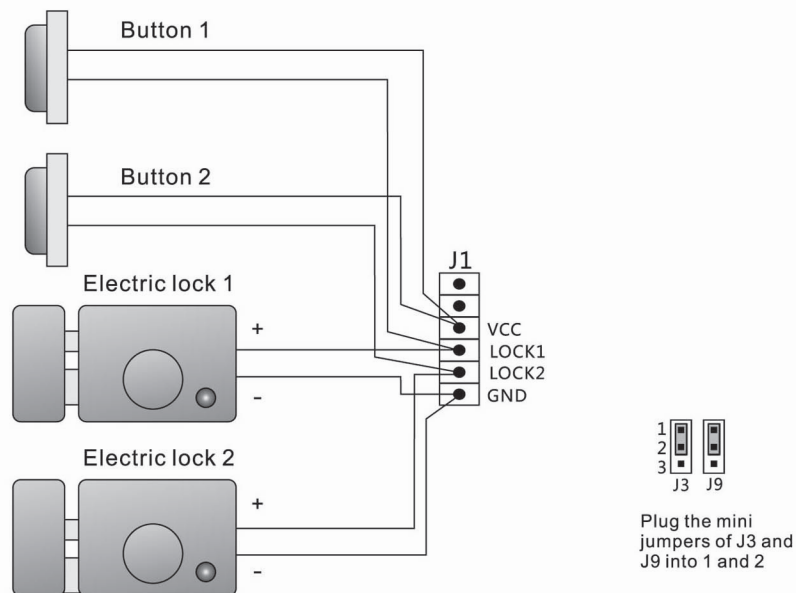 Button 1
Button 2
J1
Electric lock 1
+
-
VCC
LOCK1
LOCK2
GND
Electric lock 2
+
-
1
2
3
J3 J9
Plug the mini
jumpers of J3 and
J9 into 1 and 2